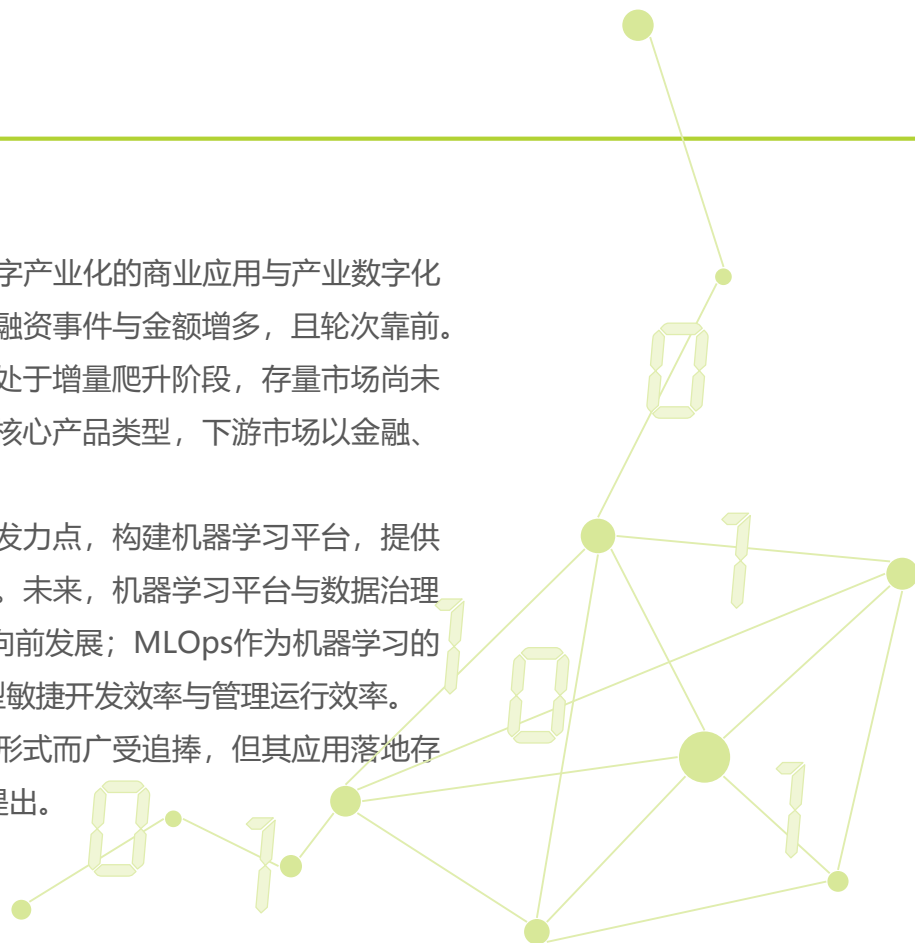 字产业化的商业应用与产业数字化
融资事件与金额增多，且轮次靠前。
处于增量爬升阶段，存量市场尚未
核心产品类型，下游市场以金融、
发力点，构建机器学习平台，提供
。未来，机器学习平台与数据治理
向前发展；MLOps作为机器学习的
型敏捷开发效率与管理运行效率。
形式而广受追捧，但其应用落地存
提出。
0
1
1
0
1
0
1